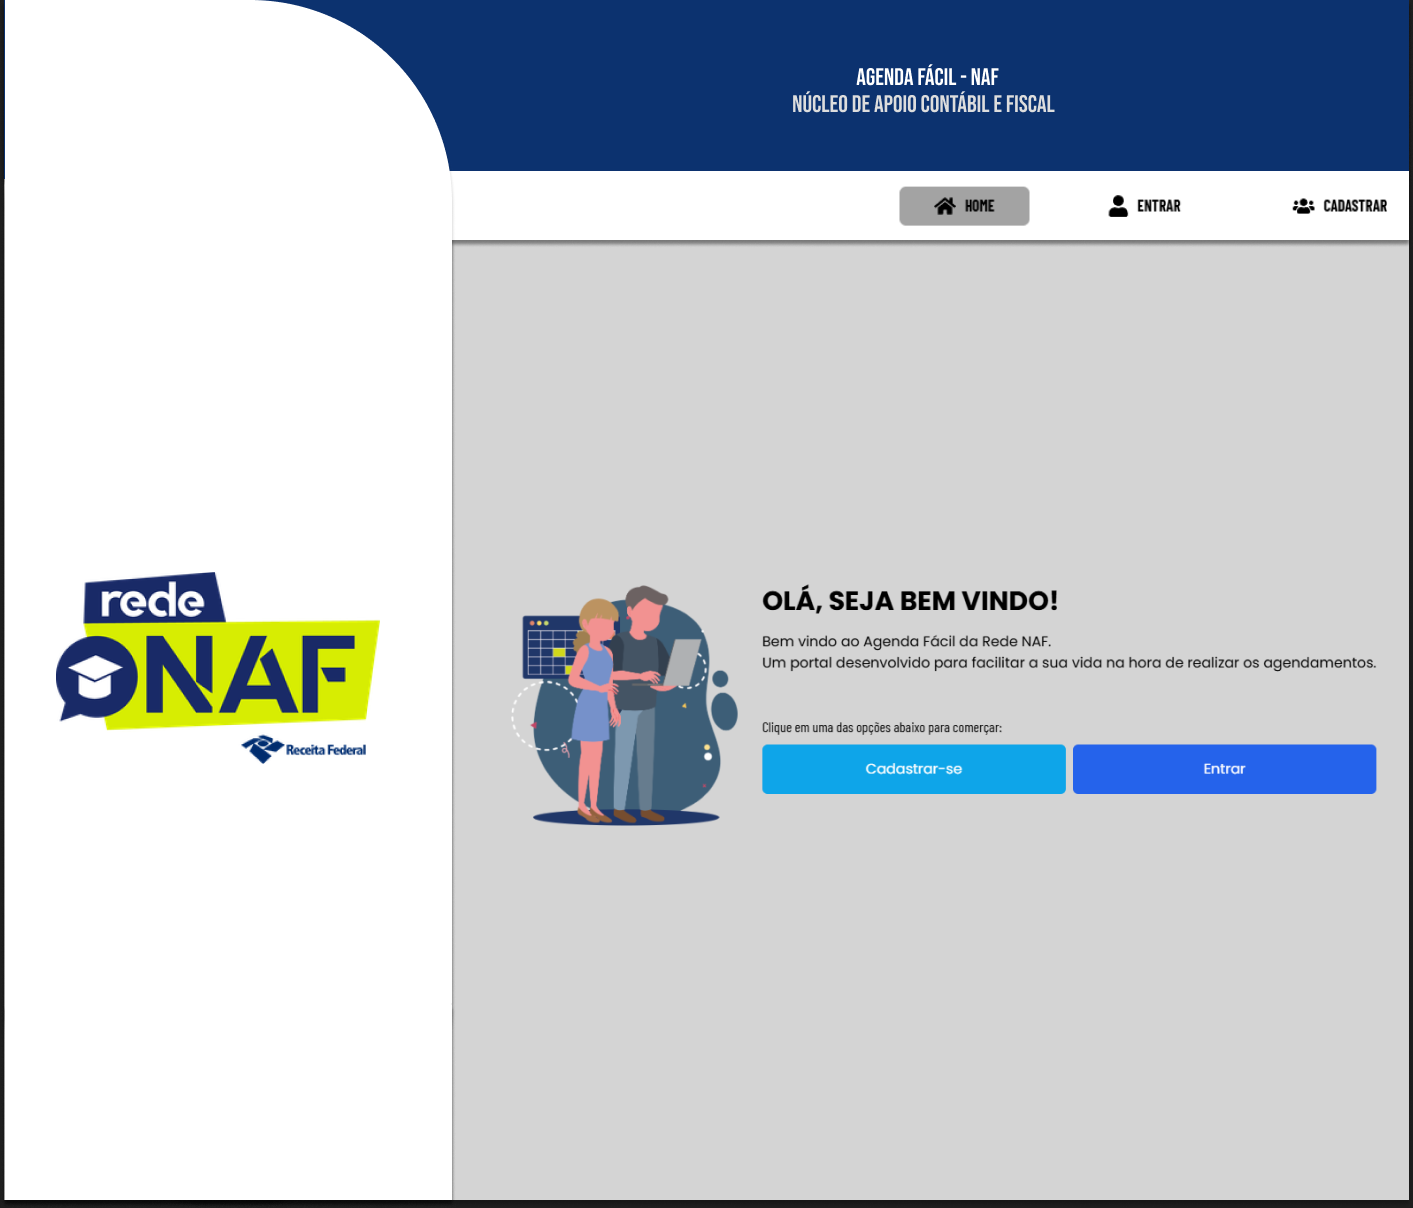 AGENDA FÁCIL - NAF
NÚCLEO DE APOIO CONTÁBIL E FISCAL
HOME
ENTRAR
CADASTRAR
rede
NAF
Receita Federal
OLÁ, SEJA BEM VINDO!
Bem vindo ao Agenda Fácil da Rede NAF.
Um portal desenvolvido para facilitar a sua vida na hora de realizar os agendamentos.
Clique em uma das opções abaixo para comerçar:
Cadastrar-se
Entrar